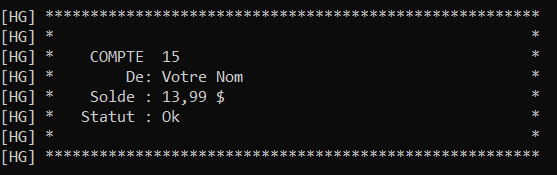 [HG] *******************************************************
[HG] *                                                     *
[HG] *    COMPTE  15                                       *
[HG] *        De: Votre Nom                                *
[HG] *    Solde : 13,99 $                                  *
[HG] *   Statut : Ok                                       *
[HG] *                                                     *
[HG] *******************************************************